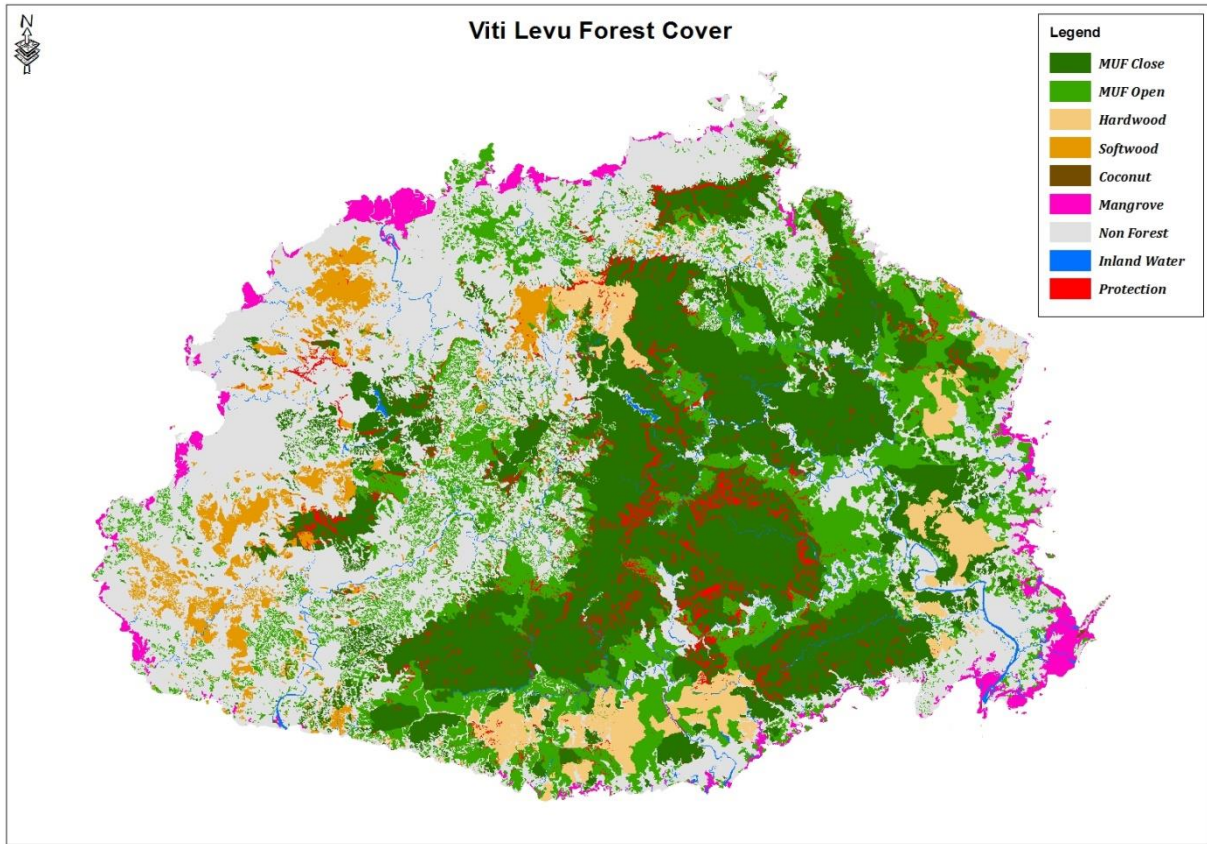 N
Viti Levu Forest Cover
Legend
MUF Close
MUF Open
Hardwood
Softwood
Coconut
Mangrove
Non Forest
Inland Water
Protection